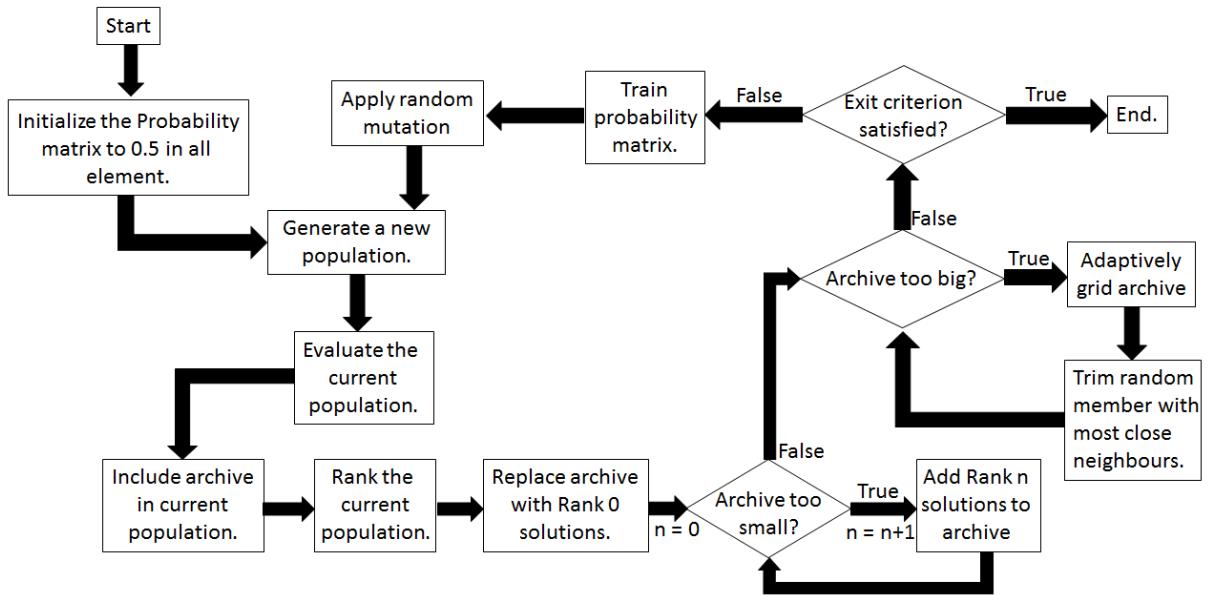 Start
Initialize the Probability
matrix to 0.5 in all
element.
Generate a new
population.
Evaluate the
current
population.
Include archive
in current
population.
Rank the
current
population.
Replace archive
with Rank 0
solutions.
n = 0
Archive too
small?
True
n = n+1
Add Rank n
solutions to
archive
False
Archive too big?
True
Adaptively
grid archive
Trim random
member with
most close
neighbours.
False
Exit criterion
satisfied?
True
End.
False
Train
probability
matrix.
Apply random
mutation